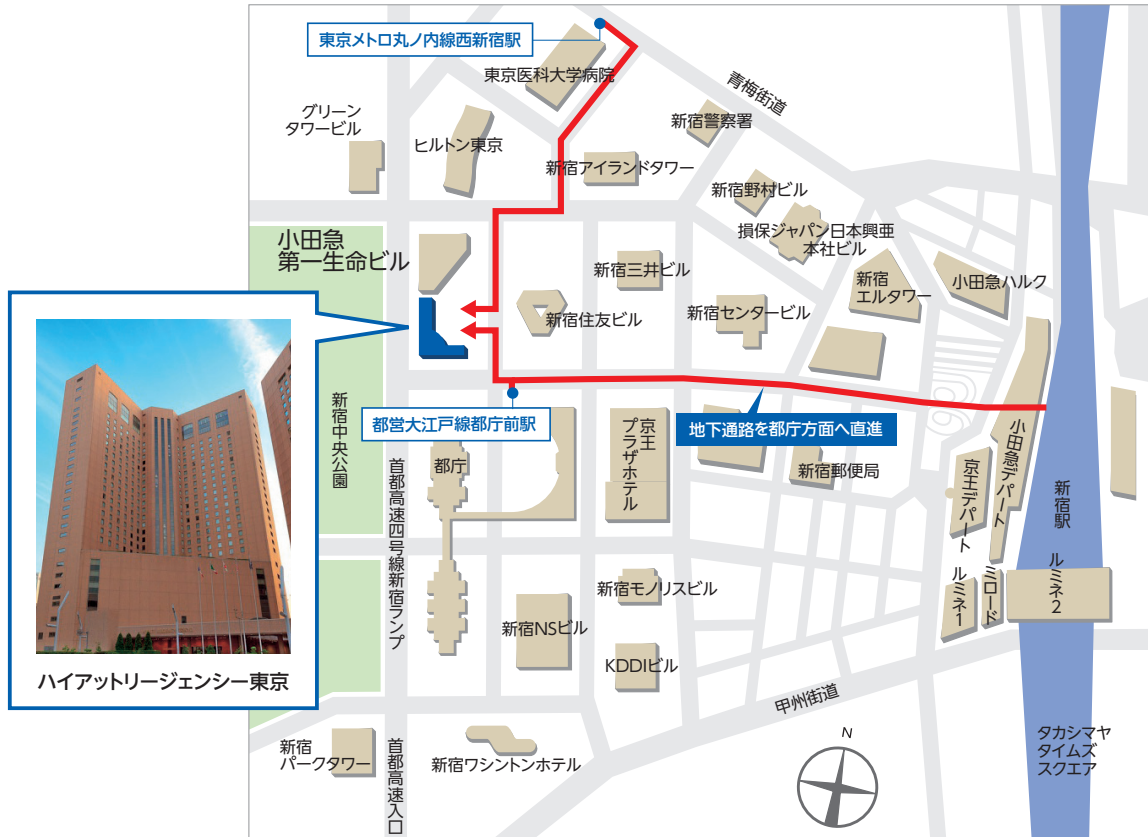 東京メトロ丸ノ内線西新宿駅
東京医科大学病院
青梅街道
グリーン
タワービル
ヒルトン東京
新宿警察署
新宿アイランドタワー
新宿野村ビル
小田急
第一生命ビル
損保ジャパン日本興亜
本社ビル
新宿三井ビル
新宿
エルタワー
小田急ハルク
新宿住友ビル
新宿センタービル
新宿中央公園
都営大江戸線都庁前駅
地下通路を都庁方面へ直進
都庁
京王
プラザホテル
新宿郵便局
京王デパート
小田急デパート
新宿駅
首都高速四号線新宿ランプ
ルミネ1
ミロード
ルミネ2
新宿モノリスビル
新宿NSビル
KDDIビル
ハイアットリージェンシー東京
甲州街道
新宿
パークタワー
首都高速入口
新宿ワシントンホテル
N
タカシマヤ
タイムズ
スクエア